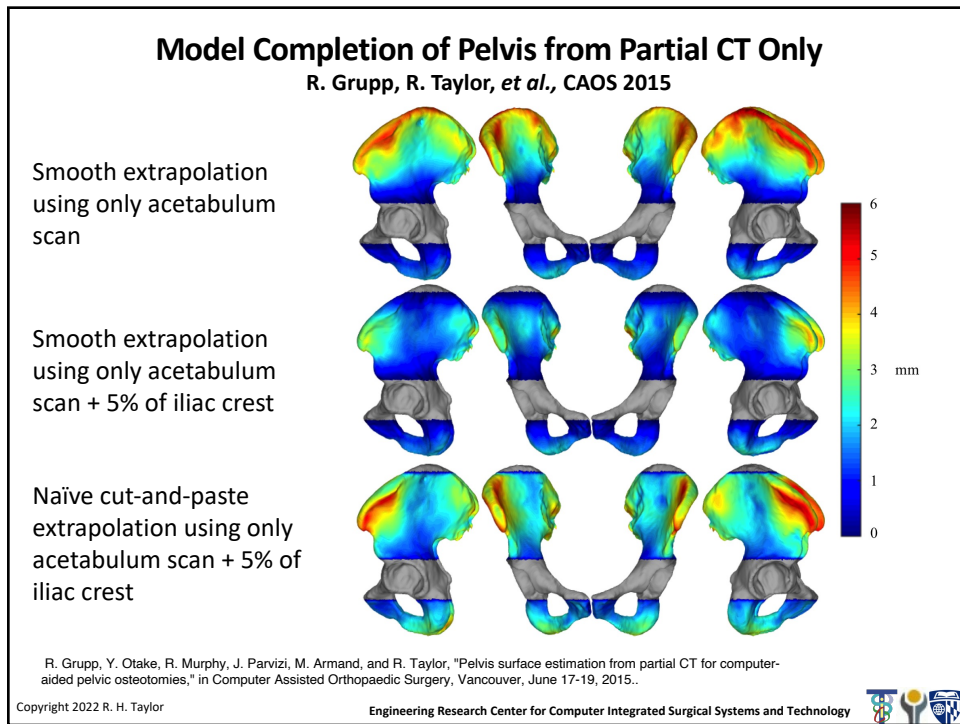 Model Completion of Pelvis from Partial CT Only
R. Grupp, R. Taylor, et al., CAOS 2015
Smooth extrapolation
using only acetabulum
scan
Smooth extrapolation
using only acetabulum
scan + 5% of iliac crest
Naïve cut-and-paste
extrapolation using only
acetabulum scan + 5% of
iliac crest
6
5
4
3 mm
2
1
0
R. Grupp, Y. Otake, R. Murphy, J. Parvizi, M. Armand, and R. Taylor, "Pelvis surface estimation from partial CT for computer-
aided pelvic osteotomies," in Computer Assisted Orthopaedic Surgery, Vancouver, June 17-19, 2015..
Copyright 2022 R. H. Taylor
Engineering Research Center for Computer Integrated Surgical Systems and Technology